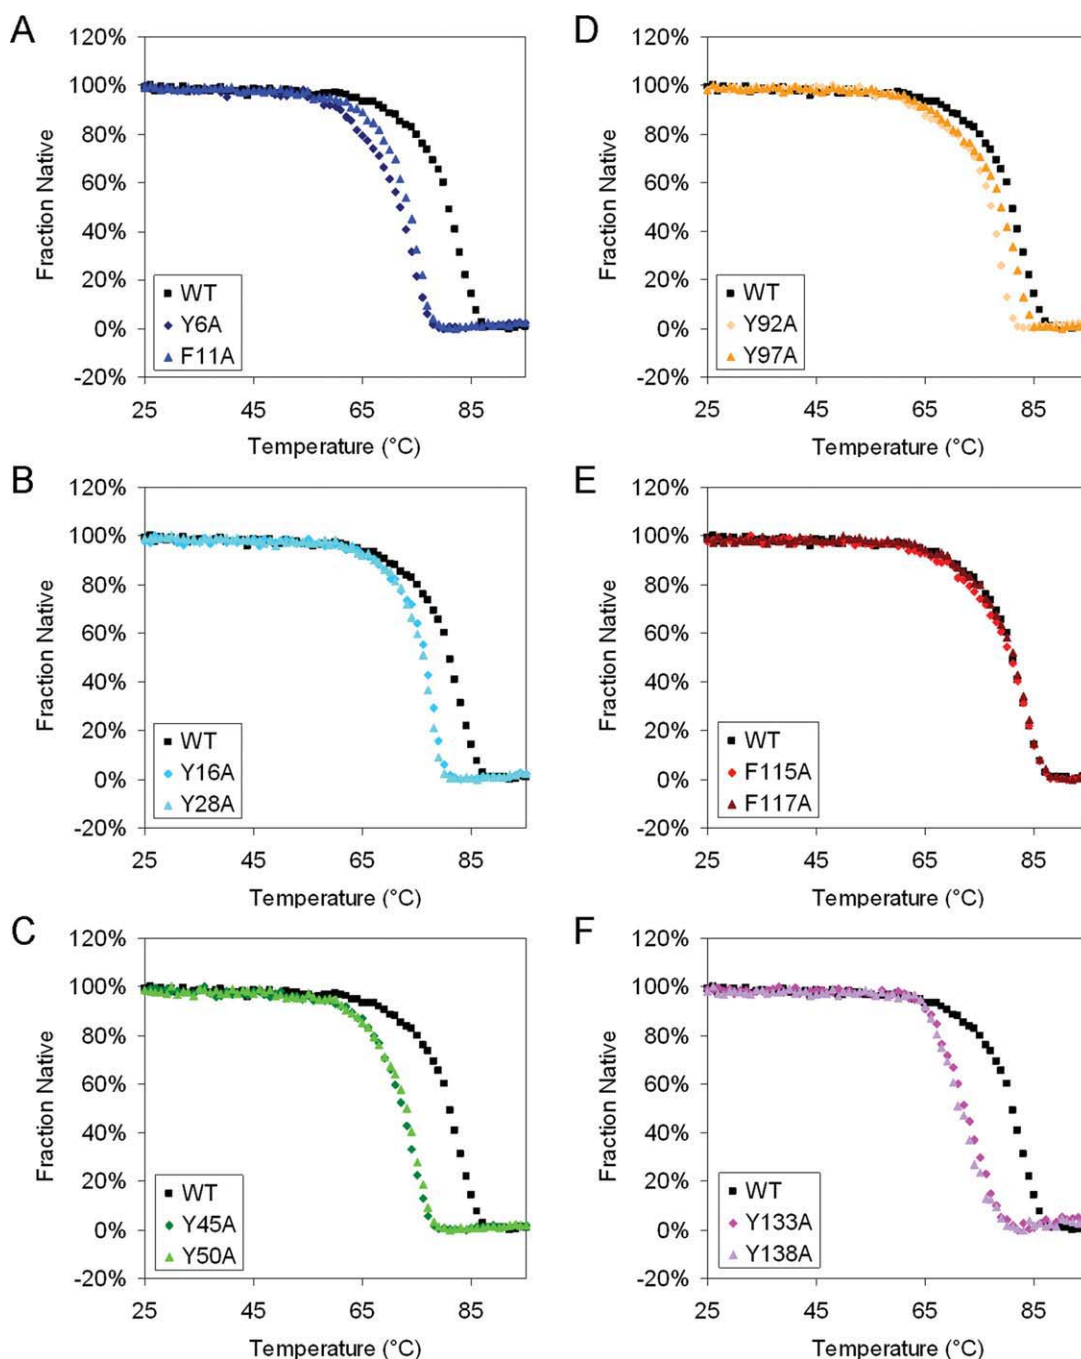 A
120%
100%
80%
60%
40%
20%
0%
-20%
Fraction Native
WT
Y6A
F11A
25 45 65 85
Temperature (°C)
D
120%
100%
80%
60%
40%
20%
0%
-20%
Fraction Native
WT
Y92A
Y97A
25 45 65 85
Temperature (°C)
B
120%
100%
80%
60%
40%
20%
0%
-20%
Fraction Native
WT
Y16A
Y28A
25 45 65 85
Temperature (°C)
E
120%
100%
80%
60%
40%
20%
0%
-20%
Fraction Native
WT
F115A
F117A
25 45 65 85
Temperature (°C)
C
120%
100%
80%
60%
40%
20%
0%
-20%
Fraction Native
WT
Y45A
Y50A
25 45 65 85
Temperature (°C)
F
120%
100%
80%
60%
40%
20%
0%
-20%
Fraction Native
WT
Y133A
Y138A
25 45 65 85
Temperature (°C)